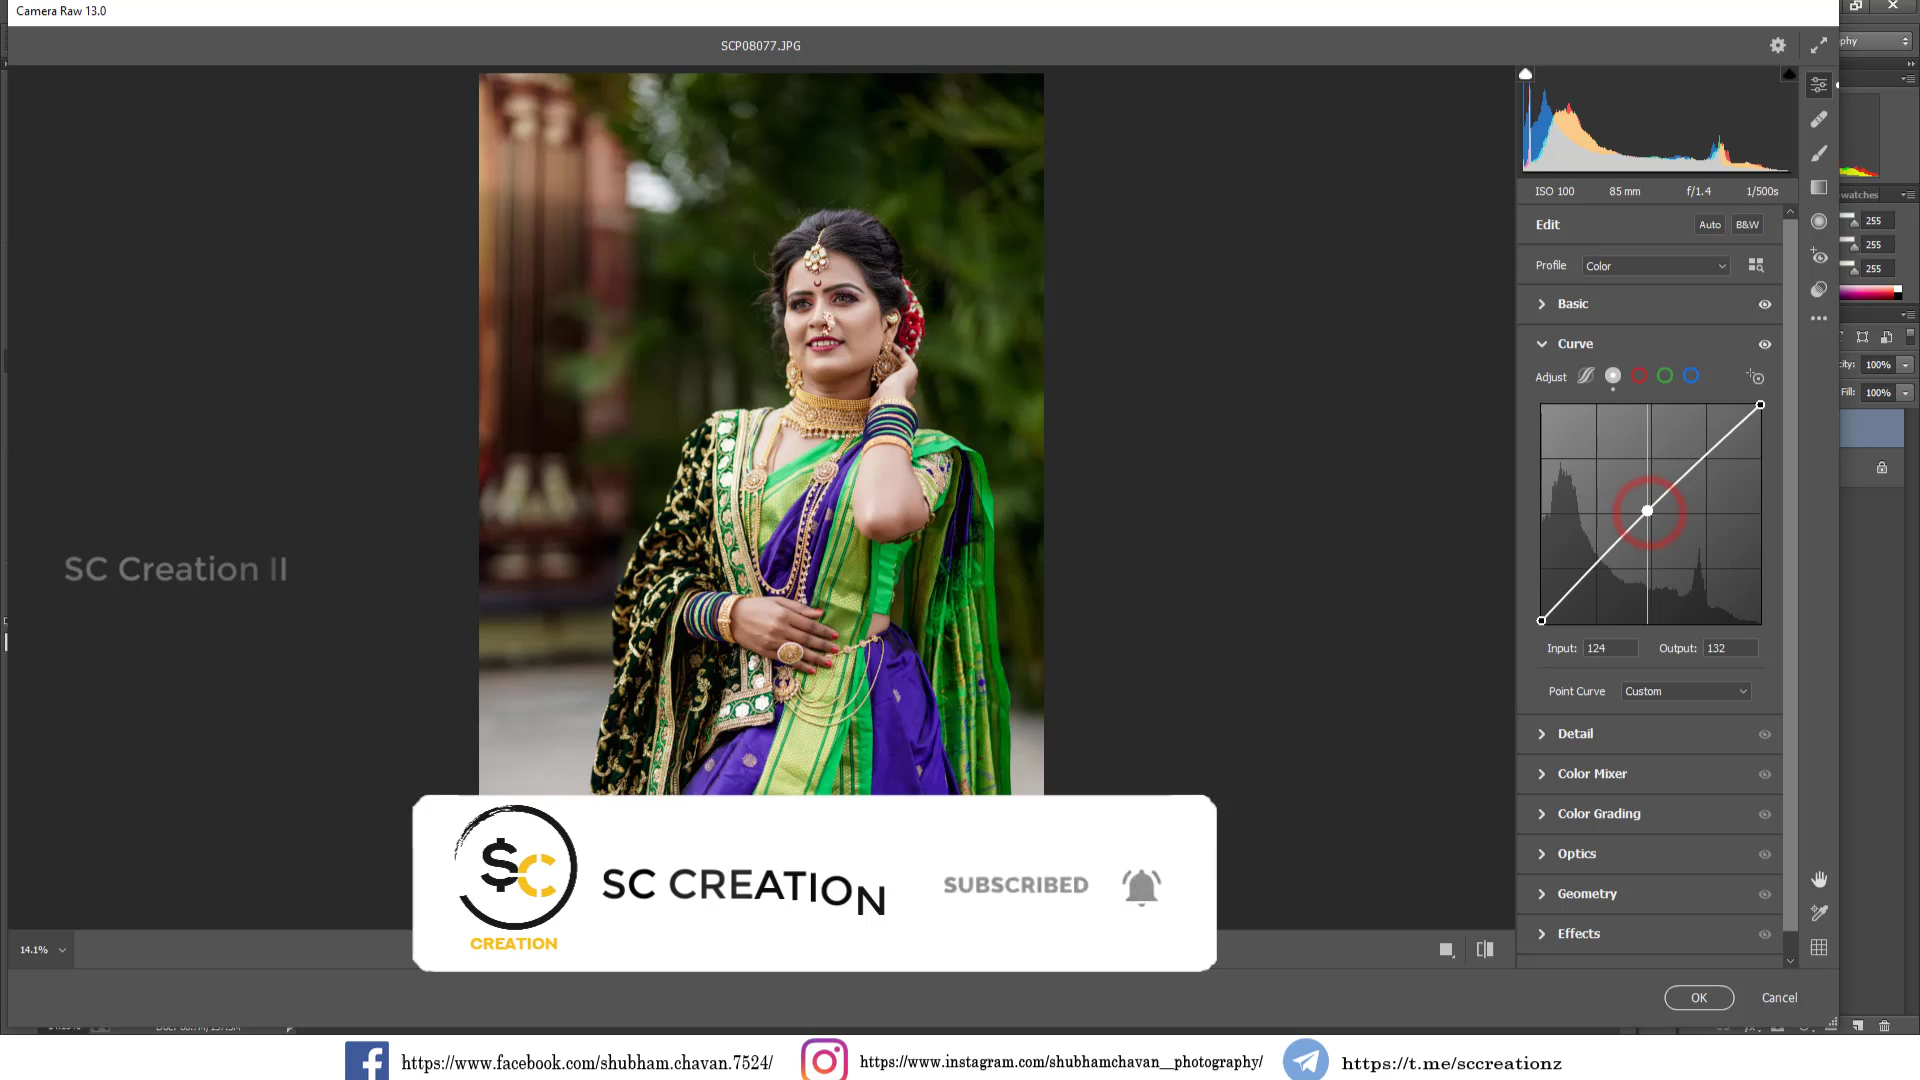 Camera Raw 13.0
SCP08077.JPG
phy
ISO 100 85 mm f/1.4 1/500s
watches
Edit Auto B&W
255
255
255
Profile Color
Basic
Curve
Adjust
city: 100%
Fill: 100%
Input: 124 Output: 132
Point Curve Custom
SC Creation II
Detail
Color Mixer
Color Grading
Optics
Geometry
Effects
SC CREATION
SC
CREATION
SUBSCRIBED
14.1%
OK Cancel
https://www.facebook.com/shubham.chavan.7524/ https://www.instagram.com/shubhamchavan__photography/ https://t.me/sccreationz